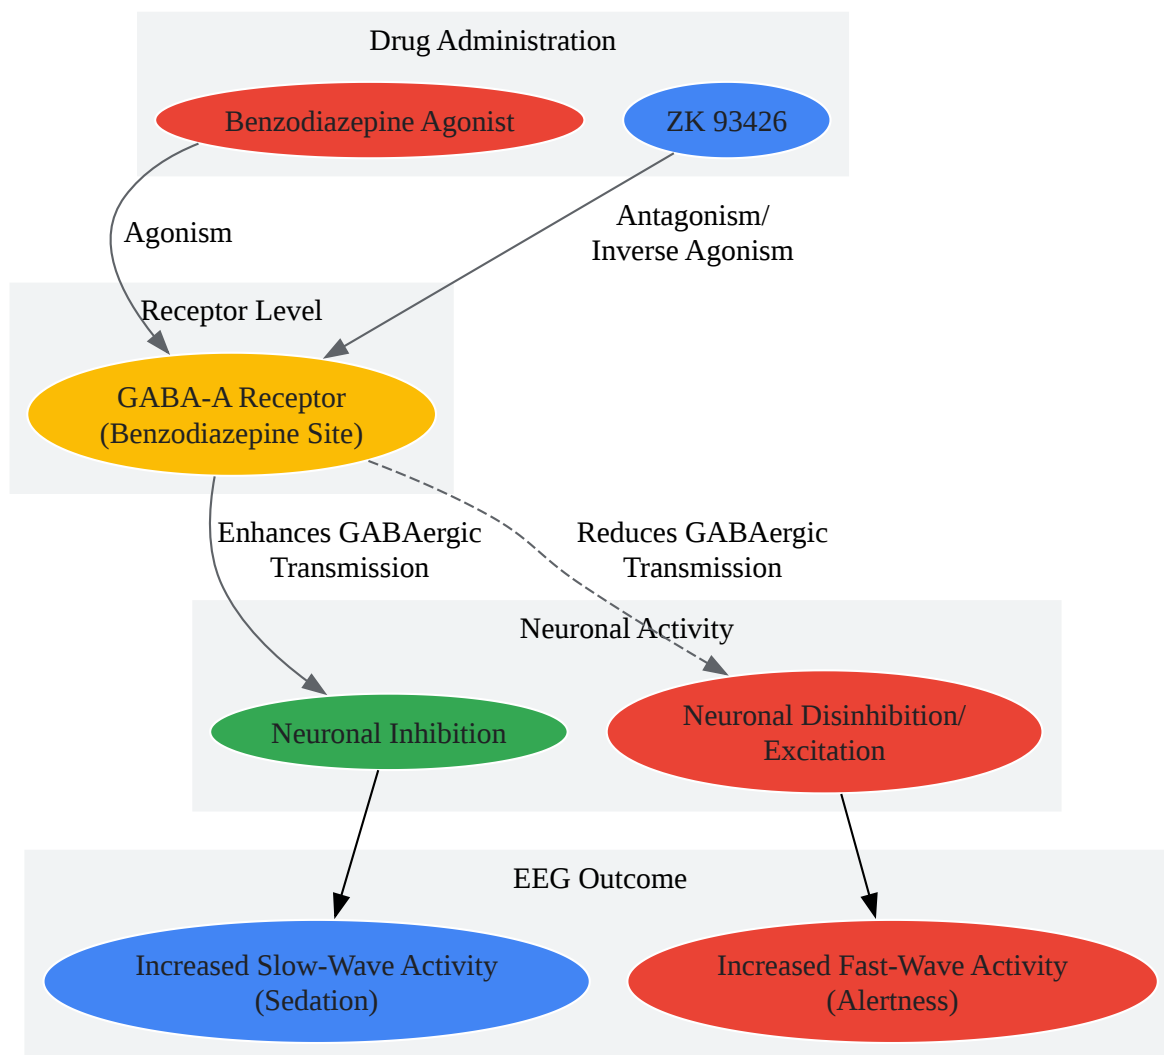 Drug Administration
Benzodiazepine Agonist
ZK 93426
Agonism
Antagonism/
Inverse Agonism
Receptor Level
GABA-A Receptor
(Benzodiazepine Site)
Enhances GABAergic
Transmission
Reduces GABAergic
Transmission
Neuronal Activity
Neuronal Inhibition
Neuronal Disinhibition/
Excitation
EEG Outcome
Increased Slow-Wave Activity
(Sedation)
Increased Fast-Wave Activity
(Alertness)